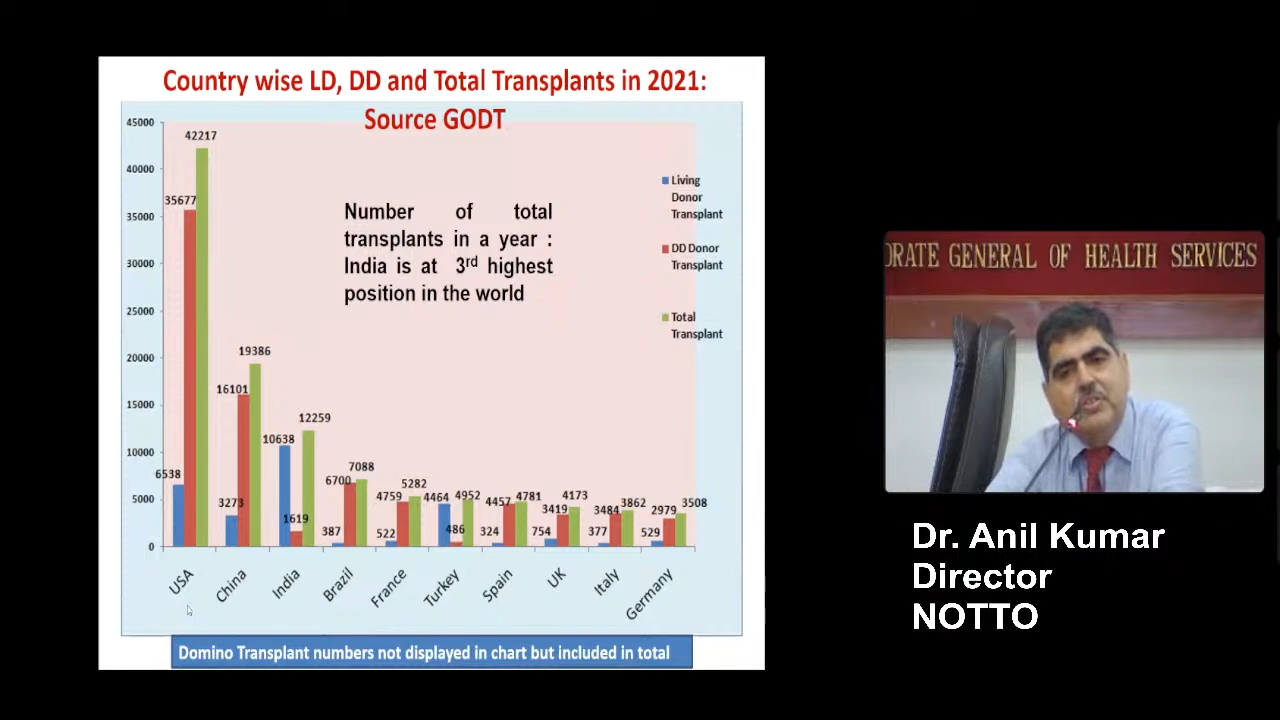 Country wise LD, DD and Total Transplants in 2021:
Source GODT
45000
40000
35000
30000
25000
20000
15000
10000
5000
0
6538
35677
42217
3273
16101
19386
10638
1619
12259
387
6700
7088
522
4759
5282
4464
486
4952
324
4457
4781
754
3419
4173
377
3484
3862
529
2979
3508
Number of total
transplants in a year :
India is at 3rd highest
position in the world
Living
Donor
Transplant
DD Donor
Transplant
Total
Transplant
USA
China
India
Brazil
France
Turkey
Spain
UK
Italy
Germany
Domino Transplant numbers not displayed in chart but included in total
ORATE GENERAL OF HEALTH SERVICES
Dr. Anil Kumar
Director
NOTTO